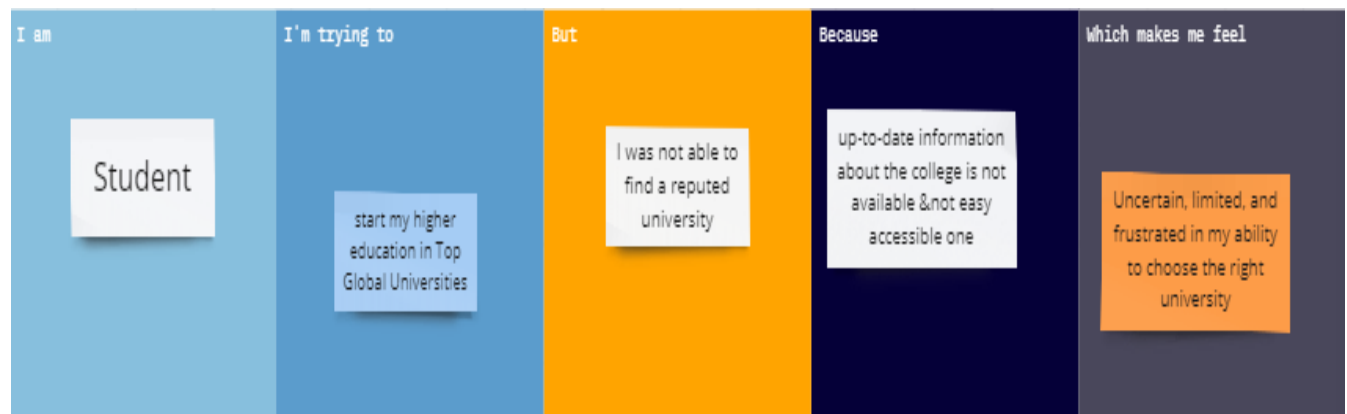 I am
Student
I'm trying to
start my higher
education in Top
Global Universities
But
I was not able to
find a reputed
university
Because
up-to-date information
about the college is not
available &not easy
accessible one
Which makes me feel
Uncertain, limited, and
frustrated in my ability
to choose the right
university